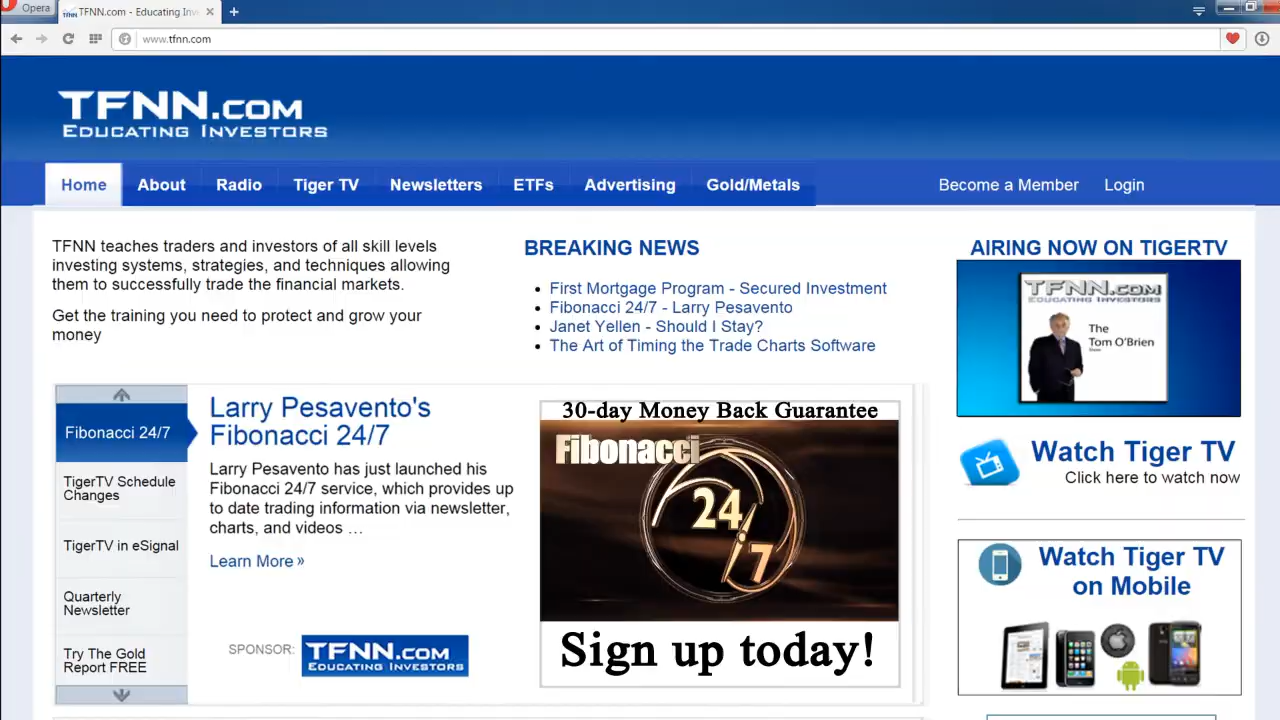 Opera
TFNN.com - Educating Inv
www.tfnn.com
TFNN.COM
EDUCATING INVESTORS
Home
About
Radio
Tiger TV
Newsletters
ETFs
Advertising
Gold/Metals
Become a Member
Login
TFNN teaches traders and investors of all skill levels
investing systems, strategies, and techniques allowing
them to successfully trade the financial markets.
Get the training you need to protect and grow your
money
BREAKING NEWS
First Mortgage Program - Secured Investment
Fibonacci 24/7 - Larry Pesavento
Janet Yellen - Should I Stay?
The Art of Timing the Trade Charts Software
AIRING NOW ON TIGERTV
TFNN.COM
EDUCATING INVESTORS
The
Tom O'Brien
Show
Watch Tiger TV
Click here to watch now
Watch Tiger TV
on Mobile
Fibonacci 24/7
TigerTV Schedule
Changes
TigerTV in eSignal
Quarterly
Newsletter
Try The Gold
Report FREE
Larry Pesavento's
Fibonacci 24/7
Larry Pesavento has just launched his
Fibonacci 24/7 service, which provides up
to date trading information via newsletter,
charts, and videos …
Learn More »
SPONSOR:
TFNN.COM
EDUCATING INVESTORS
30-day Money Back Guarantee
Fibonacci
24
7
Sign up today!